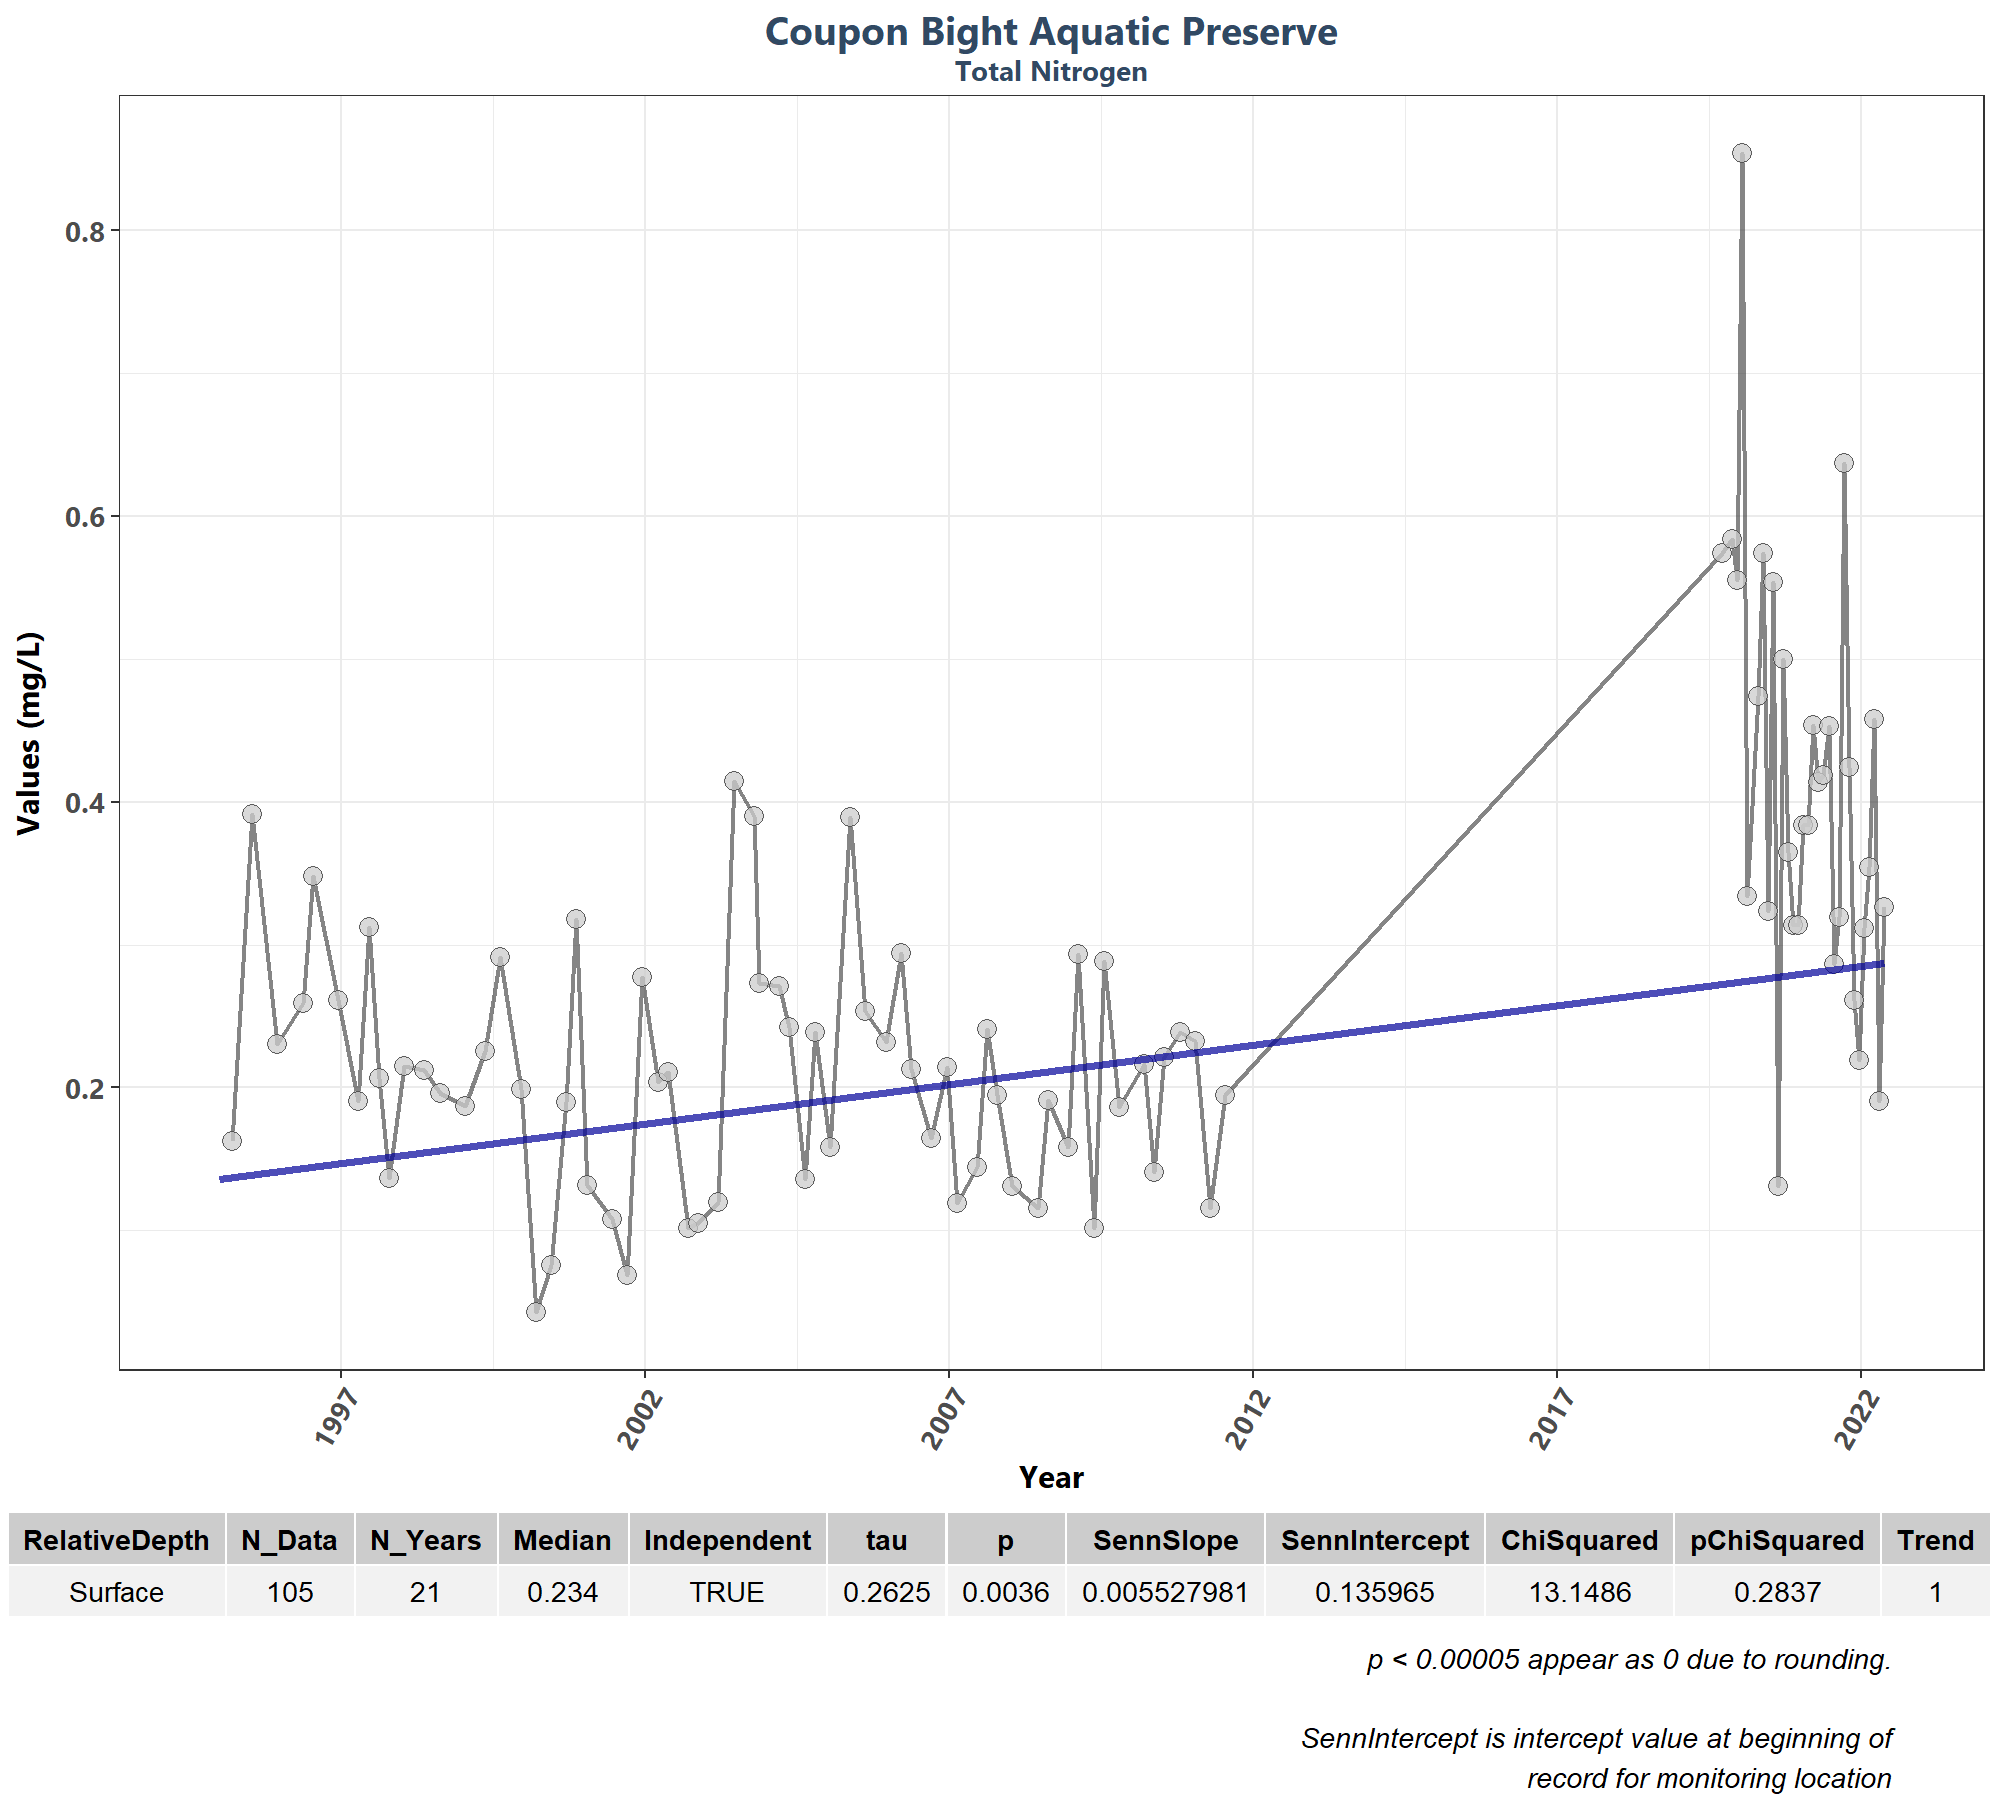 Coupon Bight Aquatic Preserve
Total Nitrogen
Values (mg/L)
0.8
0.6
0.4
0.2
1997 2002 2007 2012 2017 2022
Year
RelativeDepth N_Data N_Years Median Independent tau p SennSlope SennIntercept ChiSquared pChiSquared Trend
Surface 105 21 0.234 TRUE 0.2625 0.0036 0.005527981 0.135965 13.1486 0.2837 1
p < 0.00005 appear as 0 due to rounding.
SennIntercept is intercept value at beginning of
record for monitoring location